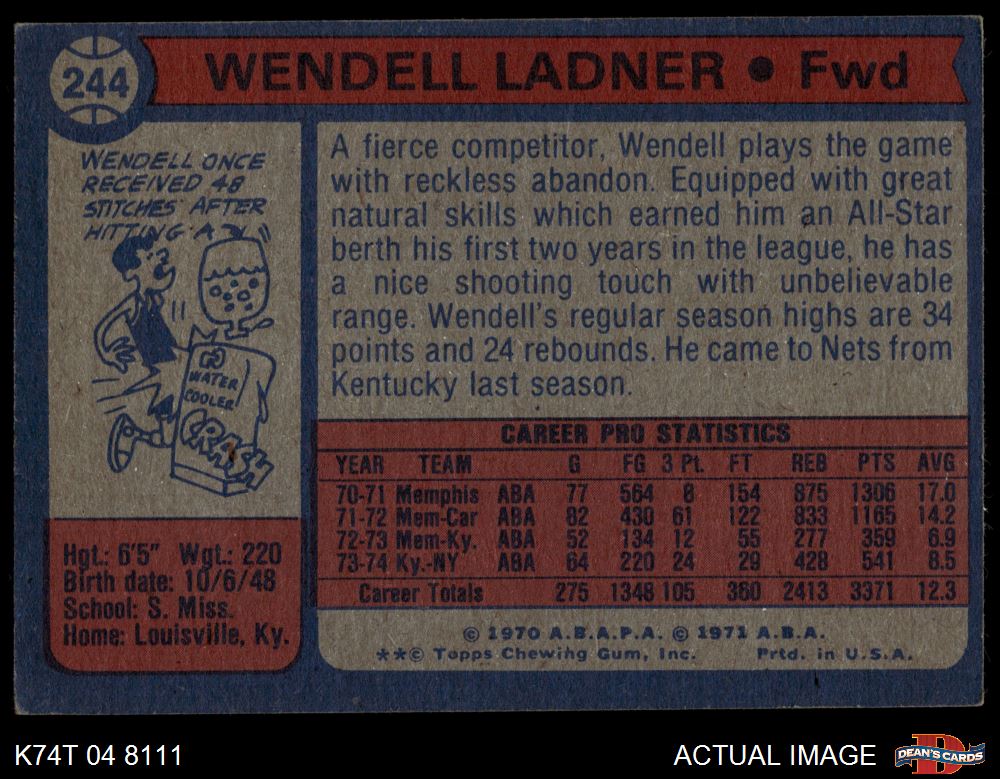 244
WENDELL LADNER • Fwd
WENDELL ONCE
RECEIVED 48
STITCHES AFTER
HITTING A
WATER
COOLER
CRASH
A fierce competitor, Wendell plays the game
with reckless abandon. Equipped with great
natural skills which earned him an All-Star
berth his first two years in the league, he has
a nice shooting touch with unbelievable
range. Wendell's regular season highs are 34
points and 24 rebounds. He came to Nets from
Kentucky last season.
CAREER PRO STATISTICS
YEAR TEAM G FG 3 Pt. FT REB PTS AVG
70-71 Memphis ABA 77 564 8 154 875 1306 17.0
71-72 Mem-Car ABA 82 430 61 122 833 1165 14.2
72-73 Mem-Ky. ABA 52 134 12 55 277 359 6.9
73-74 Ky.-NY ABA 64 220 24 29 428 541 8.5
Career Totals 275 1348 105 360 2413 3371 12.3
Hgt.: 6'5" Wgt.: 220
Birth date: 10/6/48
School: S. Miss.
Home: Louisville, Ky.
© 1970 A.B.A.P.A. © 1971 A.B.A.
**© Topps Chewing Gum, Inc. Prtd. in U.S.A.
K74T 04 8111
ACTUAL IMAGE
D
DEAN'S CARDS